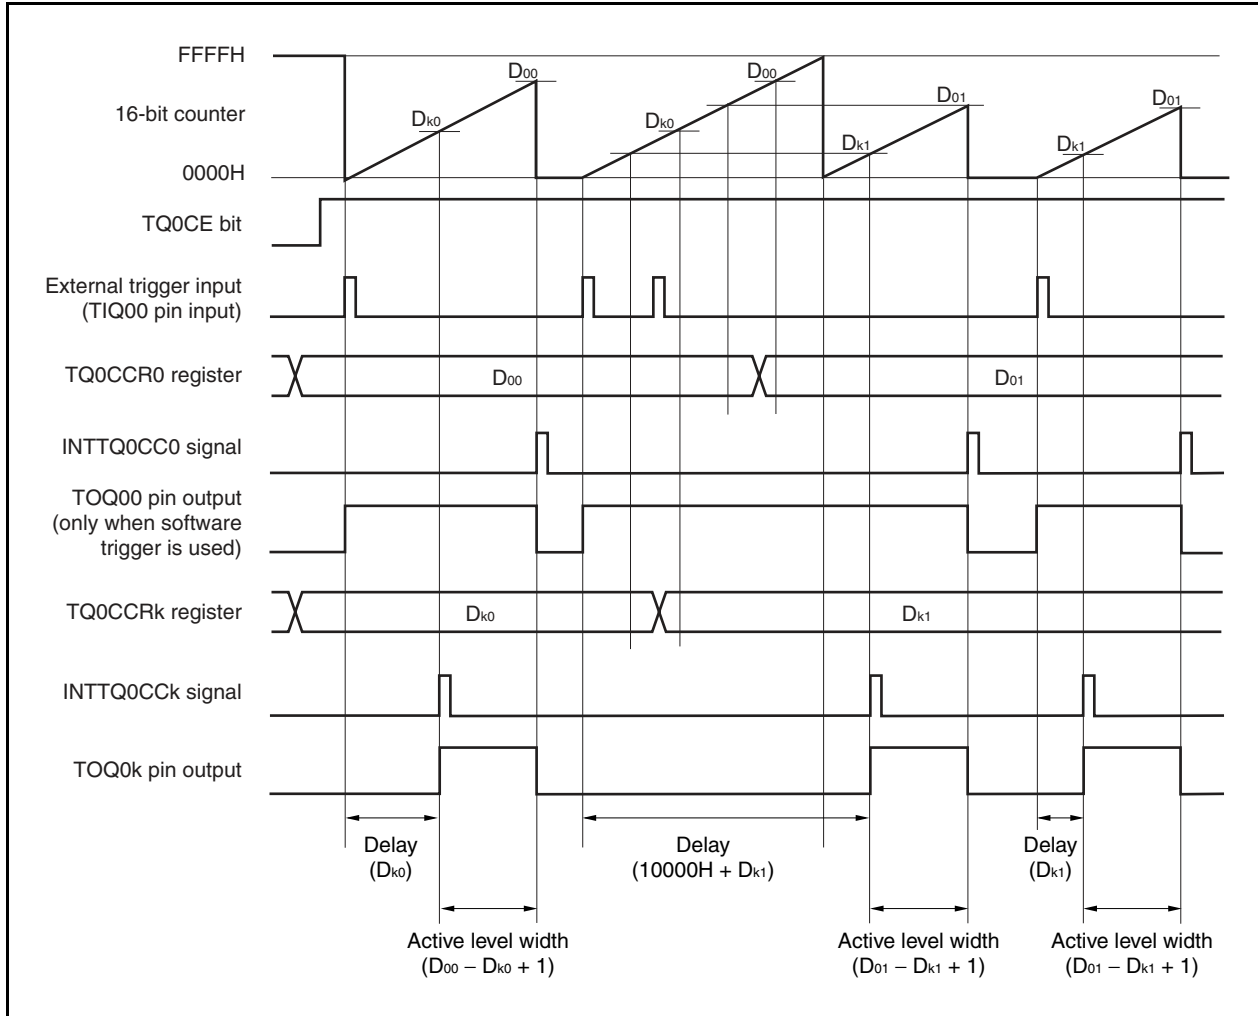 FFFFH
16-bit counter
0000H
D00
Dk0
D00
Dk0
D01
Dk1
D01
Dk1
TQ0CE bit
External trigger input
(TIQ00 pin input)
TQ0CCR0 register
D00
D01
INTTQ0CC0 signal
TOQ00 pin output
(only when software
trigger is used)
TQ0CCRk register
Dk0
Dk1
INTTQ0CCk signal
TOQ0k pin output
Delay
(Dk0)
Delay
(10000H + Dk1)
Delay
(Dk1)
Active level width
(D00 − Dk0 + 1)
Active level width
(D01 − Dk1 + 1)
Active level width
(D01 − Dk1 + 1)